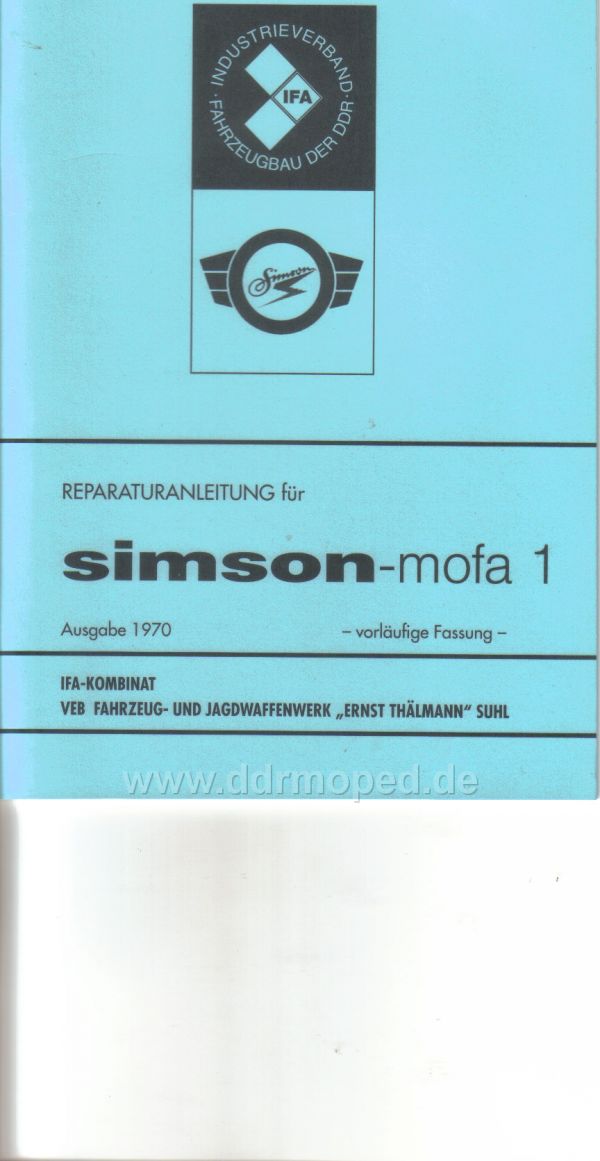 · INDUSTRIEVERBAND ·
FAHRZEUGBAU DER DDR
IFA
Simson
REPARATURANLEITUNG für
simson-mofa 1
Ausgabe 1970 – vorläufige Fassung –
IFA-KOMBINAT
VEB FAHRZEUG- UND JAGDWAFFENWERK „ERNST THÄLMANN“ SUHL
www.ddrmoped.de